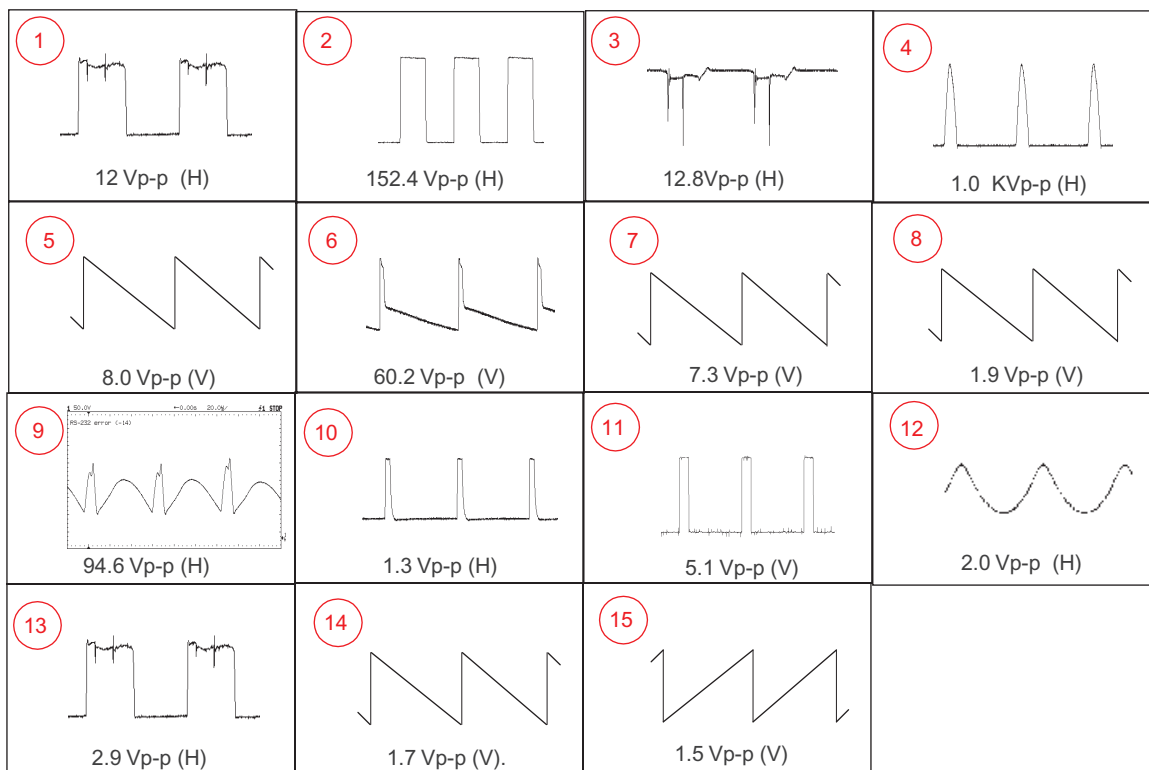 1
12 Vp-p (H)
2
152.4 Vp-p (H)
3
12.8Vp-p (H)
4
1.0 KVp-p (H)
5
8.0 Vp-p (V)
6
60.2 Vp-p (V)
7
7.3 Vp-p (V)
8
1.9 Vp-p (V)
9
1 50.0V ←0.00s 20.0µ/ ƒ1 STOP
RS-232 error (-14)
94.6 Vp-p (H)
10
1.3 Vp-p (H)
11
5.1 Vp-p (V)
12
2.0 Vp-p (H)
13
2.9 Vp-p (H)
14
1.7 Vp-p (V).
15
1.5 Vp-p (V)